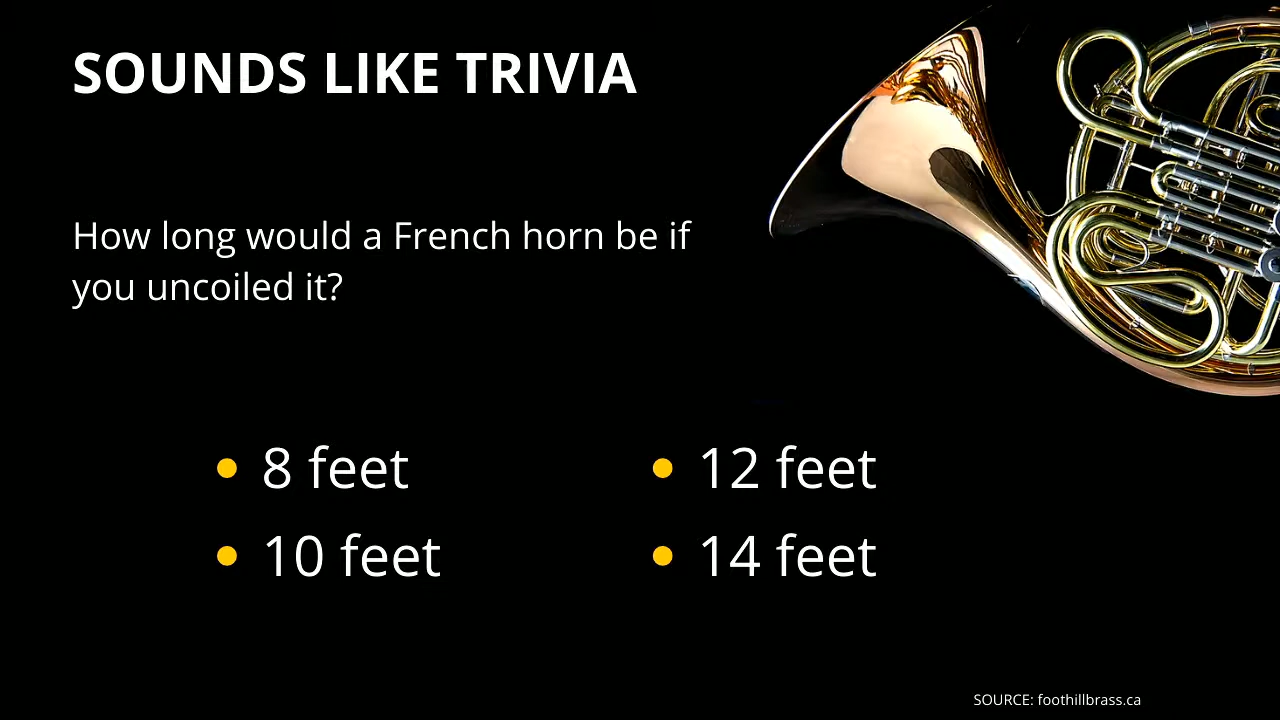 SOUNDS LIKE TRIVIA
How long would a French horn be if
you uncoiled it?
8 feet
10 feet
12 feet
14 feet
SOURCE: foothillbrass.ca